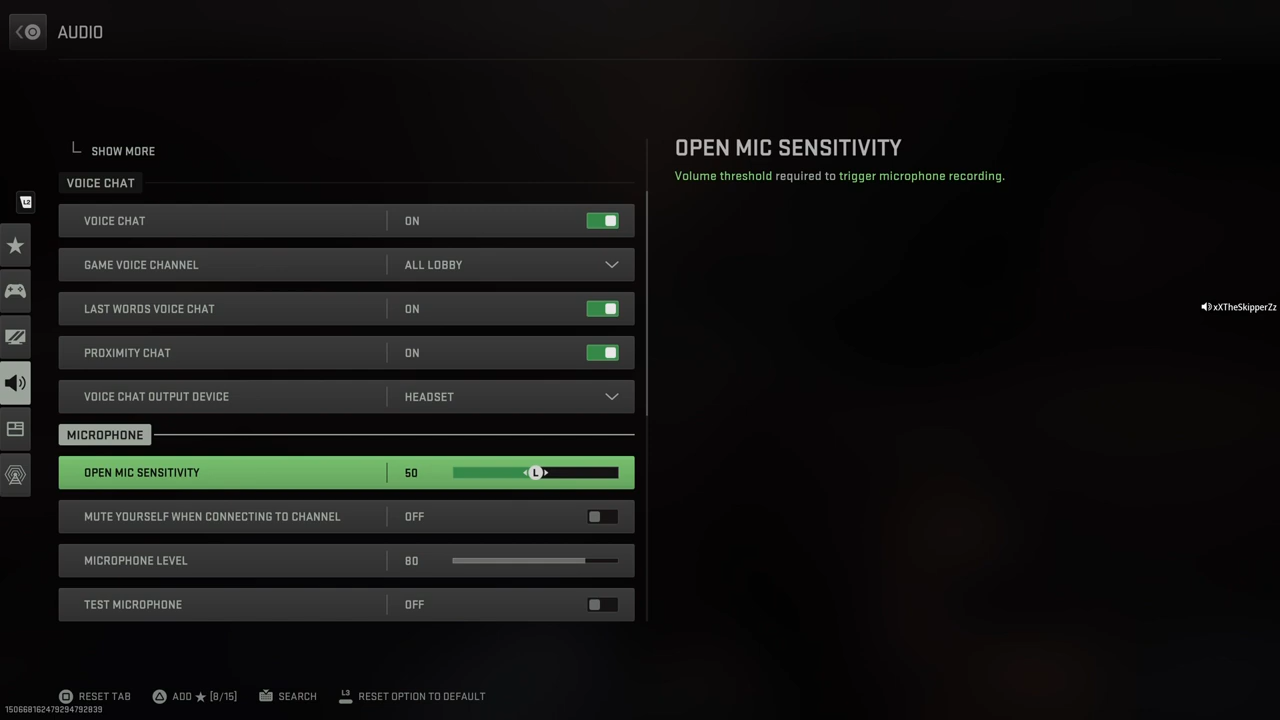 AUDIO
SHOW MORE
VOICE CHAT
L2
VOICE CHAT ON
GAME VOICE CHANNEL ALL LOBBY
LAST WORDS VOICE CHAT ON
PROXIMITY CHAT ON
VOICE CHAT OUTPUT DEVICE HEADSET
MICROPHONE
OPEN MIC SENSITIVITY 50 L
MUTE YOURSELF WHEN CONNECTING TO CHANNEL OFF
MICROPHONE LEVEL 80
TEST MICROPHONE OFF
OPEN MIC SENSITIVITY
Volume threshold required to trigger microphone recording.
xXTheSkipperZz
RESET TAB ADD ★ [8/15] SEARCH L3 RESET OPTION TO DEFAULT
150668162479294792839